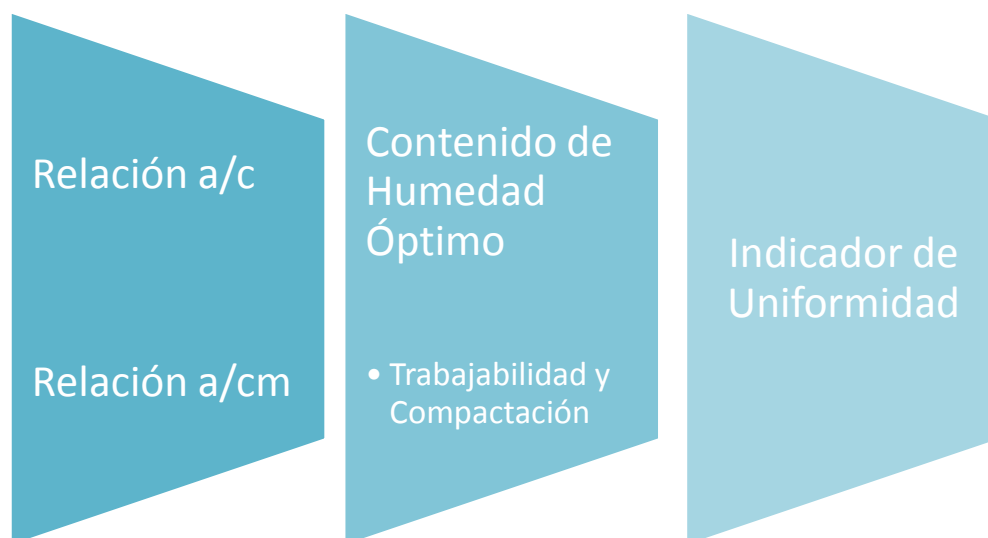 Relación a/c
Relación a/cm
Contenido de
Humedad
Óptimo
• Trabajabilidad y
Compactación
Indicador de
Uniformidad